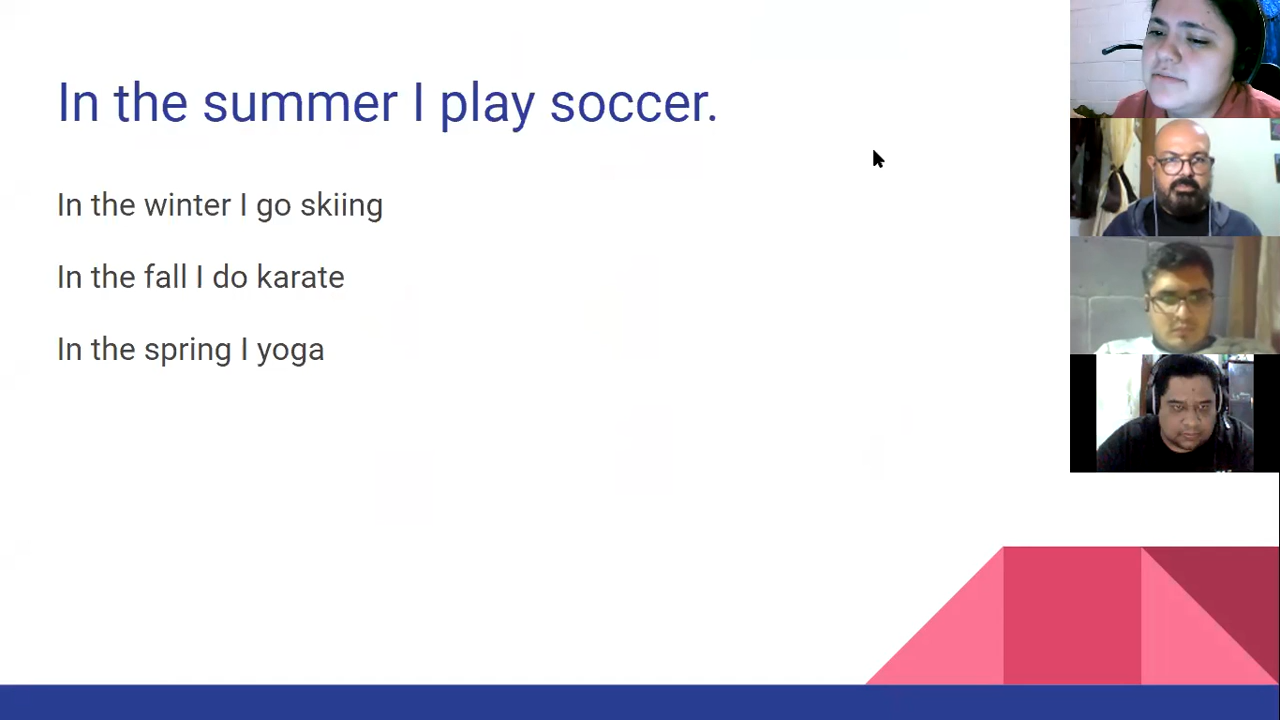 In the summer I play soccer.
In the winter I go skiing
In the fall I do karate
In the spring I yoga